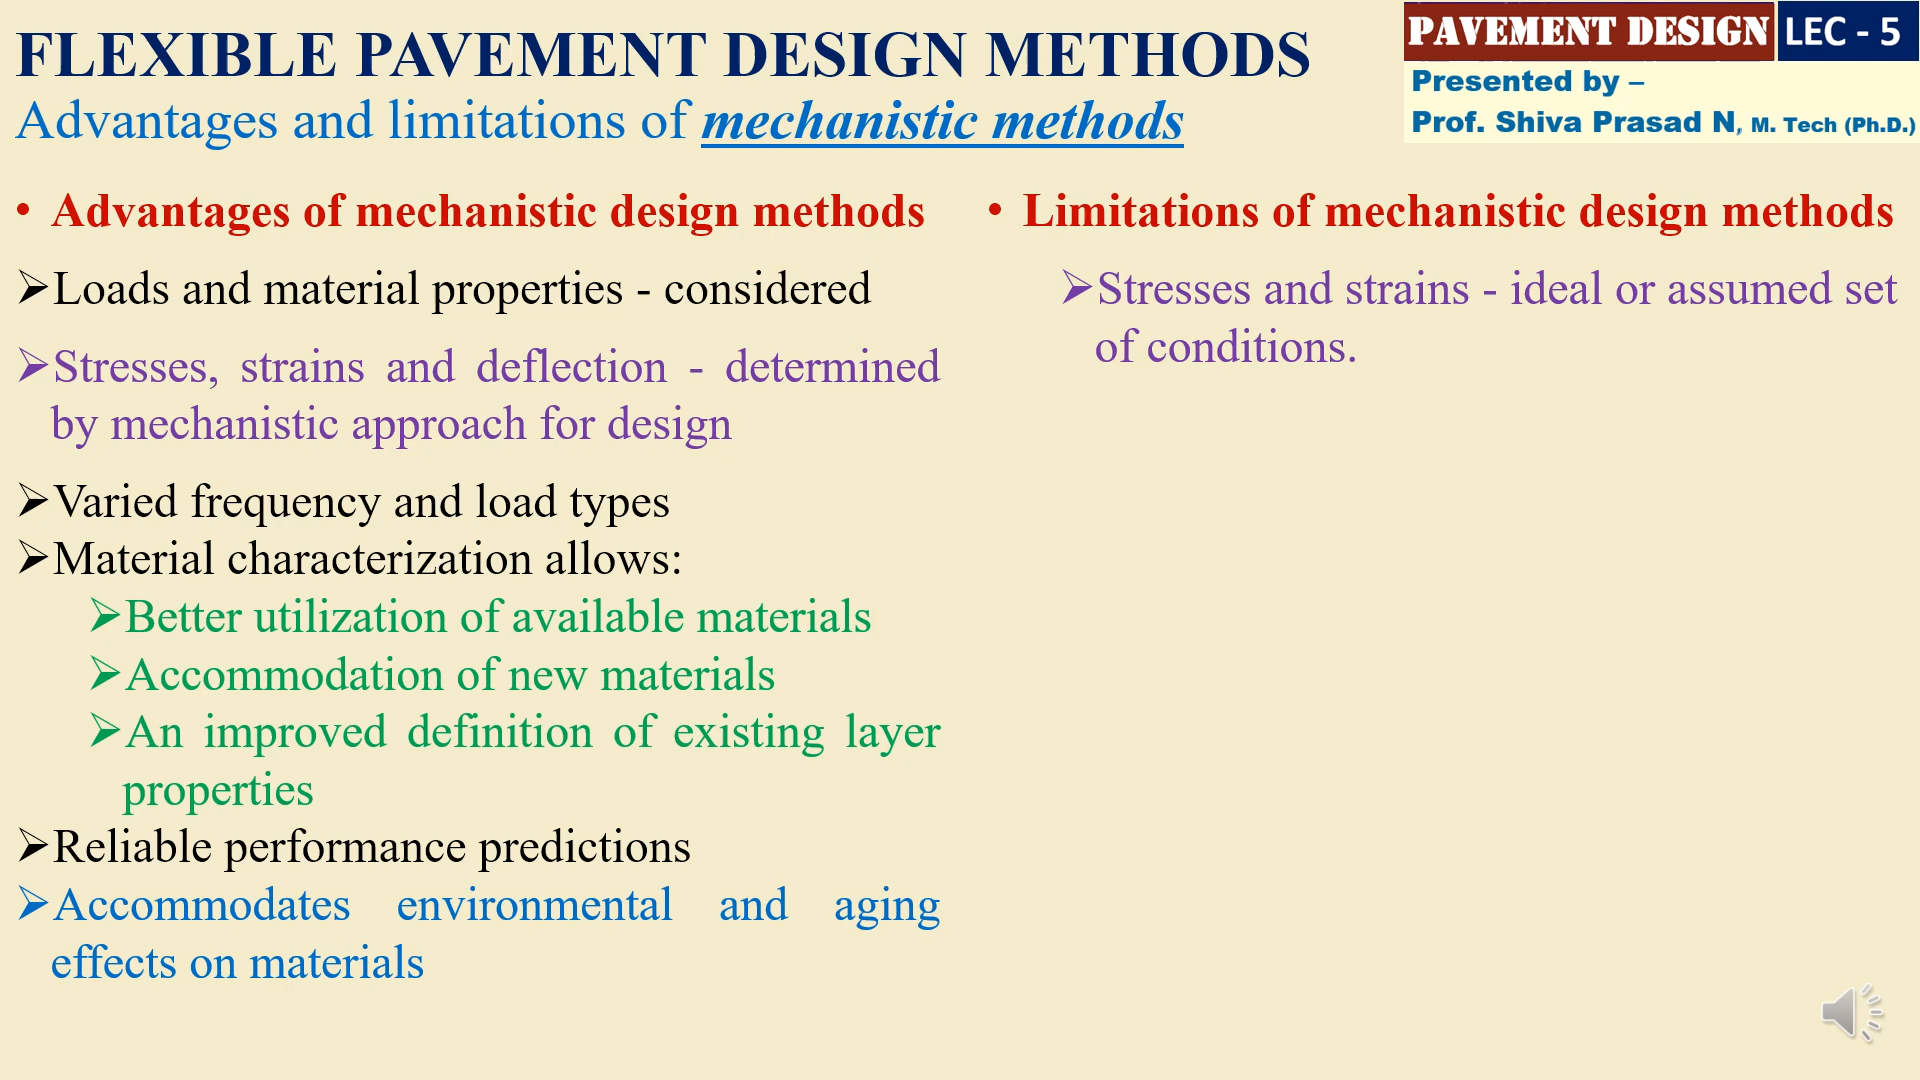 FLEXIBLE PAVEMENT DESIGN METHODS
Advantages and limitations of mechanistic methods
PAVEMENT DESIGN LEC - 5
Presented by –
Prof. Shiva Prasad N, M. Tech (Ph.D.)
• Advantages of mechanistic design methods
➢Loads and material properties - considered
➢Stresses, strains and deflection - determined
by mechanistic approach for design
➢Varied frequency and load types
➢Material characterization allows:
➢Better utilization of available materials
➢Accommodation of new materials
➢An improved definition of existing layer
properties
➢Reliable performance predictions
➢Accommodates environmental and aging
effects on materials
• Limitations of mechanistic design methods
➢Stresses and strains - ideal or assumed set
of conditions.